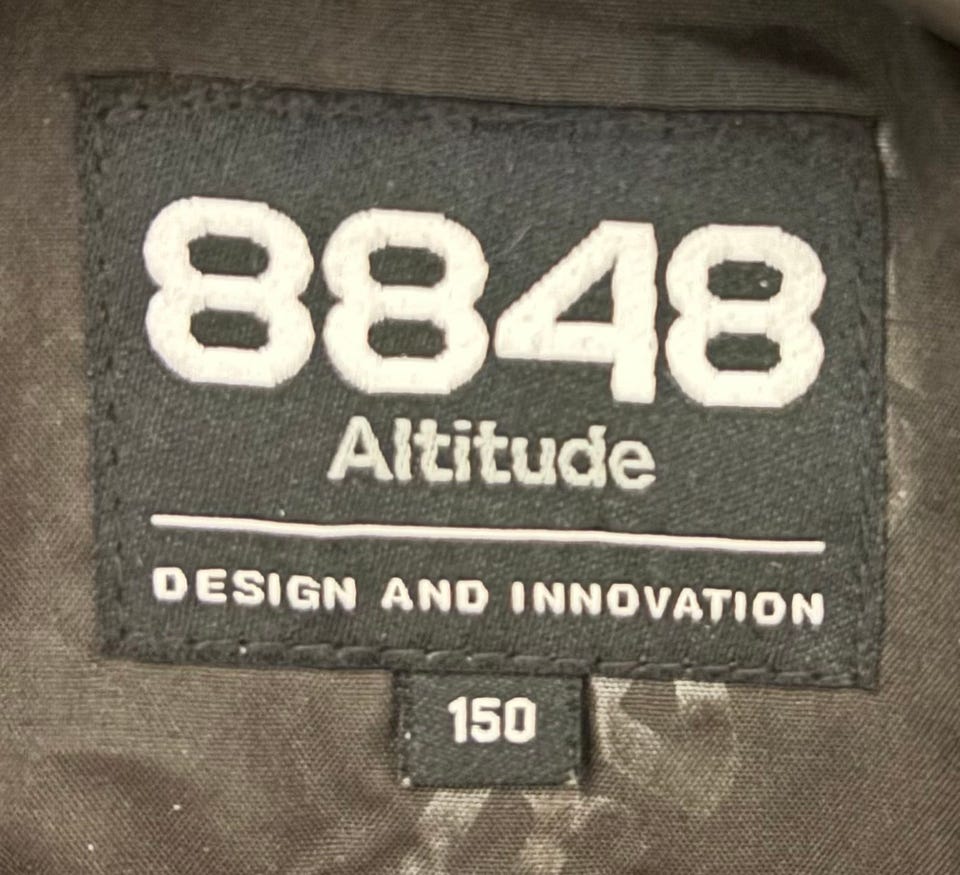 8848
Altitude
DESIGN AND INNOVATION
150